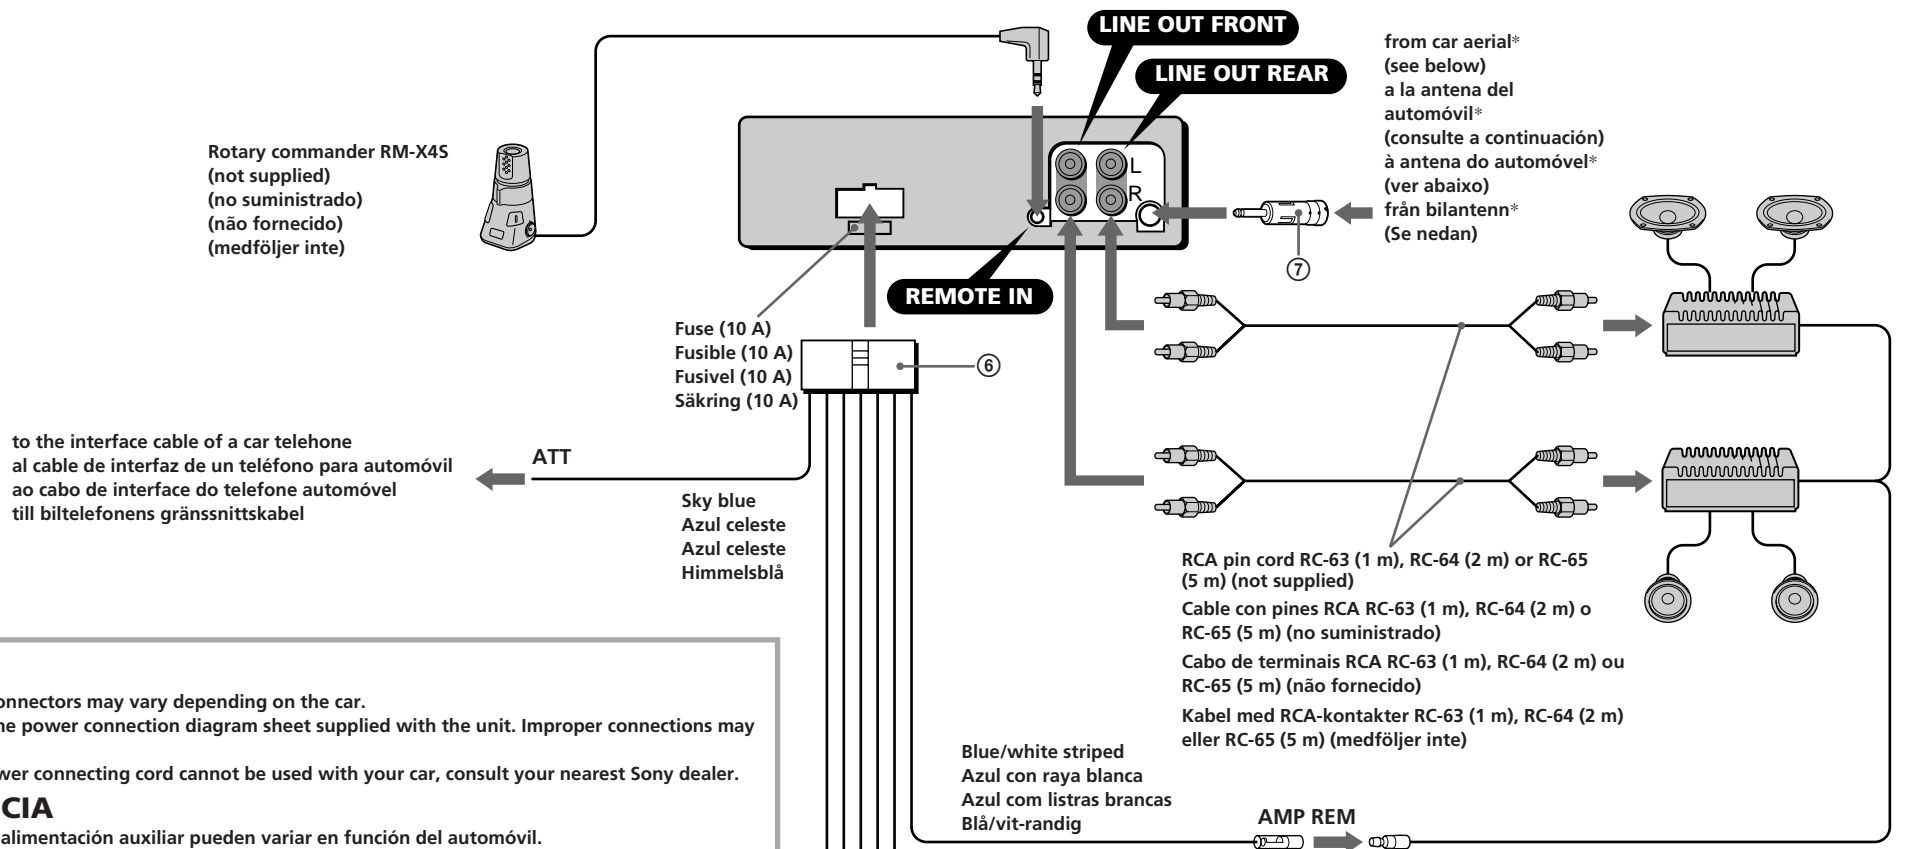 LINE OUT FRONT
LINE OUT REAR
from car aerial*
(see below)
a la antena del
automóvil*
(consulte a continuación)
à antena do automóvel*
(ver abaixo)
från bilantenn*
(Se nedan)
Rotary commander RM-X4S
(not supplied)
(no suministrado)
(não fornecido)
(medföljer inte)
L
R
⑦
REMOTE IN
Fuse (10 A)
Fusible (10 A)
Fusivel (10 A)
Säkring (10 A)
⑥
to the interface cable of a car telehone
al cable de interfaz de un teléfono para automóvil
ao cabo de interface do telefone automóvel
till biltelefonens gränssnittskabel
ATT
Sky blue
Azul celeste
Azul celeste
Himmelsblå
RCA pin cord RC-63 (1 m), RC-64 (2 m) or RC-65
(5 m) (not supplied)
Cable con pines RCA RC-63 (1 m), RC-64 (2 m) o
RC-65 (5 m) (no suministrado)
Cabo de terminais RCA RC-63 (1 m), RC-64 (2 m) ou
RC-65 (5 m) (não fornecido)
Kabel med RCA-kontakter RC-63 (1 m), RC-64 (2 m)
eller RC-65 (5 m) (medföljer inte)
onnectors may vary depending on the car.
ne power connection diagram sheet supplied with the unit. Improper connections may
wer connecting cord cannot be used with your car, consult your nearest Sony dealer.
CIA
alimentación auxiliar pueden variar en función del automóvil.
Blue/white striped
Azul con raya blanca
Azul com listras brancas
Blå/vit-randig
AMP REM